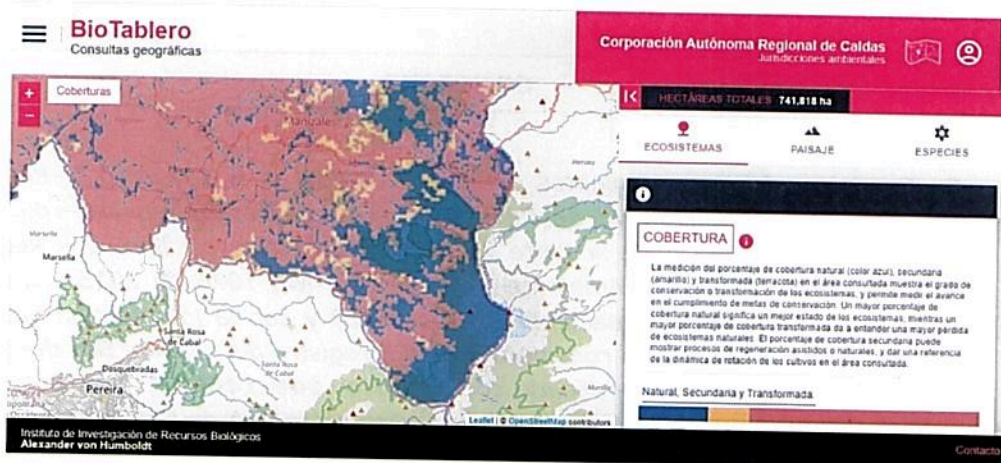 BioTablero
Consultas geográficas
Corporación Autónoma Regional de Caldas
Jurisdicciones ambientales
+
−
Coberturas
HECTÁREAS TOTALES 741,818 ha
ECOSISTEMAS
PAISAJE
ESPECIES
COBERTURA
La medición del porcentaje de cobertura natural (color azul), secundaria
(amarillo) y transformada (terracota) en el área consultada muestra el grado de
conservación o transformación de los ecosistemas, y permite medir el avance
en el cumplimiento de metas de conservación. Un mayor porcentaje de
cobertura natural significa un mejor estado de los ecosistemas, mientras un
mayor porcentaje de cobertura transformada da a entender una mayor pérdida
de ecosistemas naturales. El porcentaje de cobertura secundaria puede
mostrar procesos de regeneración asistidos o naturales, y dar una referencia
de la dinámica de rotación de los cultivos en el área consultada.
Natural, Secundaria y Transformada
Manizales
Marsella
Marsella
Santa Rosa
de Cabal
Santa Rosa
de Cabal
Dosquebradas
Pereira
Murillo
Leaflet | © OpenStreetMap contributors
Instituto de Investigación de Recursos Biológicos
Alexander von Humboldt
Contacto